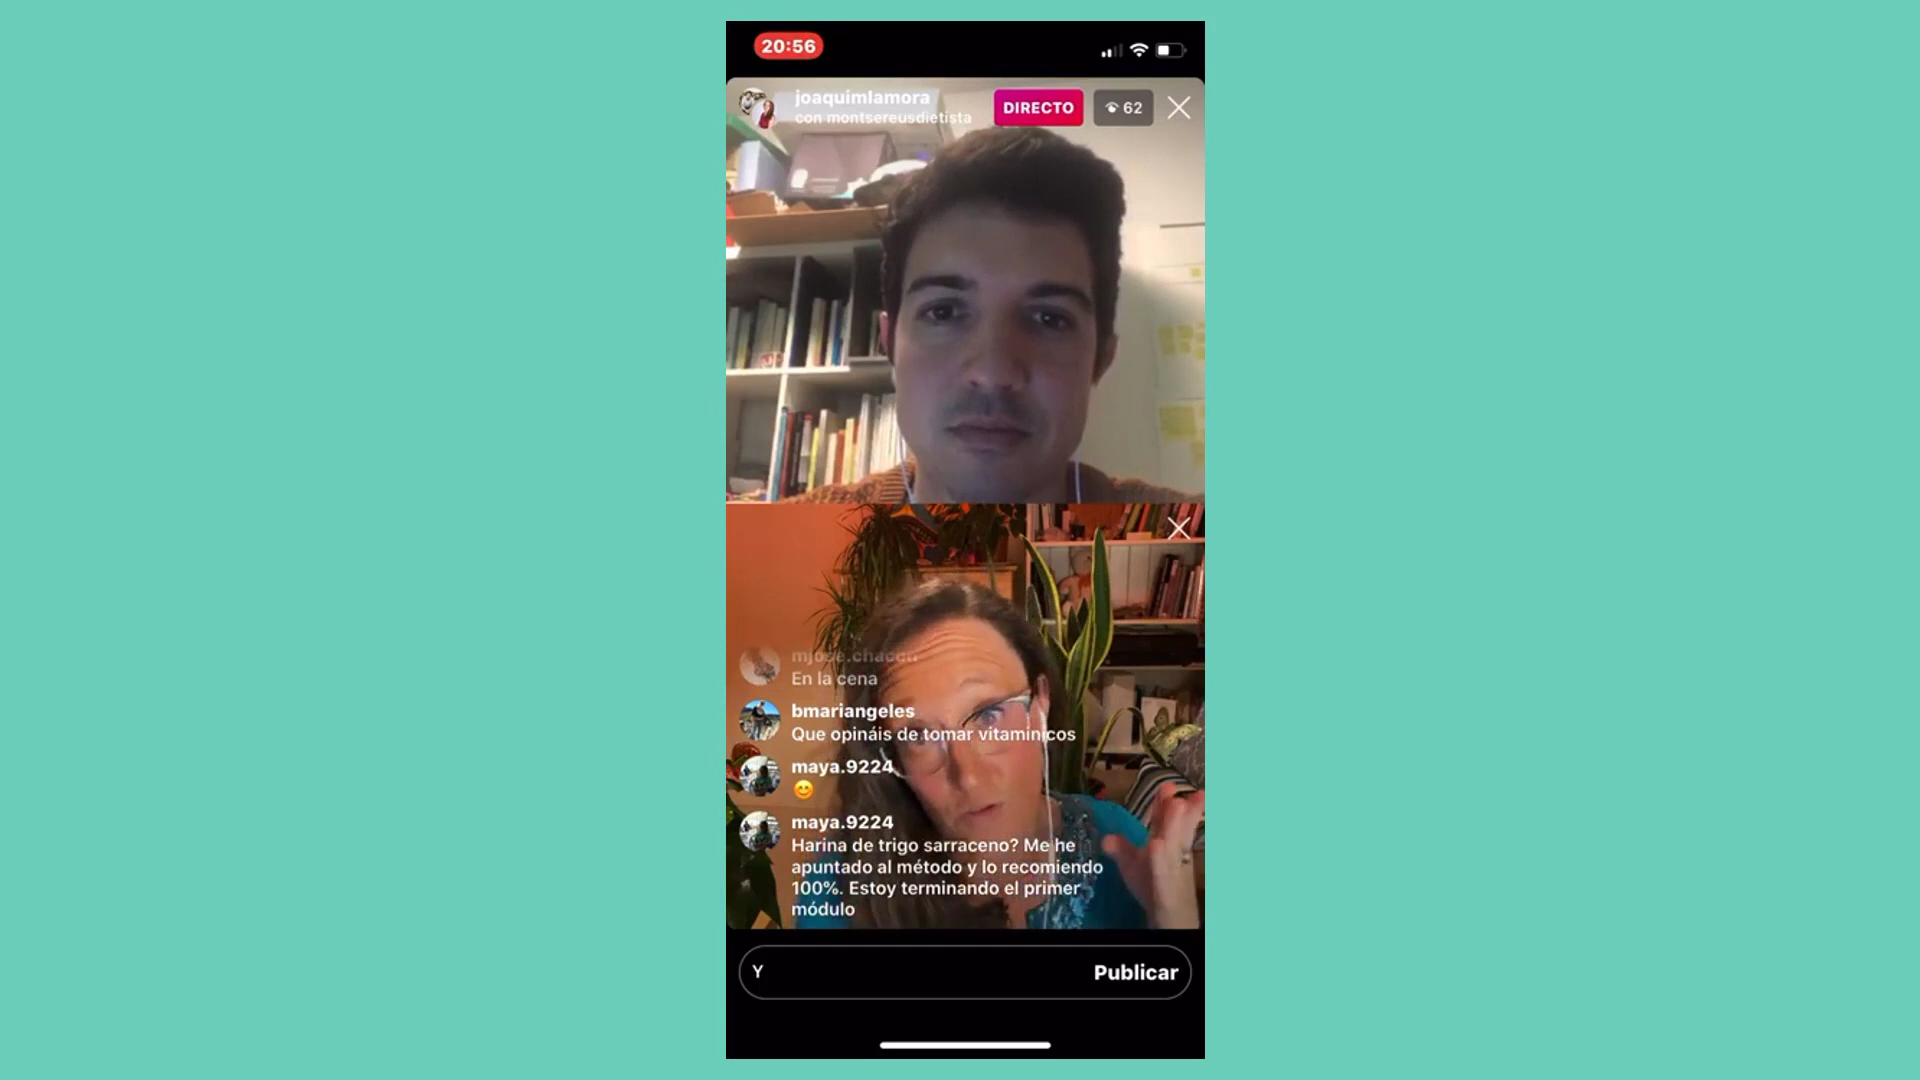 20:56
joaquimlamora
con montsereusdietista
DIRECTO
62
En la cena
bmariangeles
Que opináis de tomar vitaminicos
maya.9224
😊
maya.9224
Harina de trigo sarraceno? Me he
apuntado al método y lo recomiendo
100%. Estoy terminando el primer
módulo
Y
Publicar